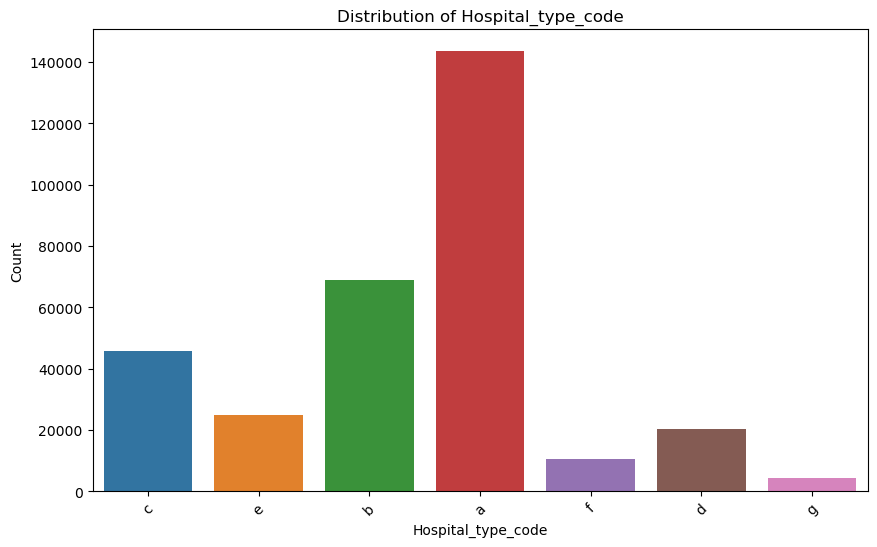 Distribution of Hospital_type_code
140000
120000
100000
80000
60000
40000
20000
0
Count
c e b a f d g
Hospital_type_code